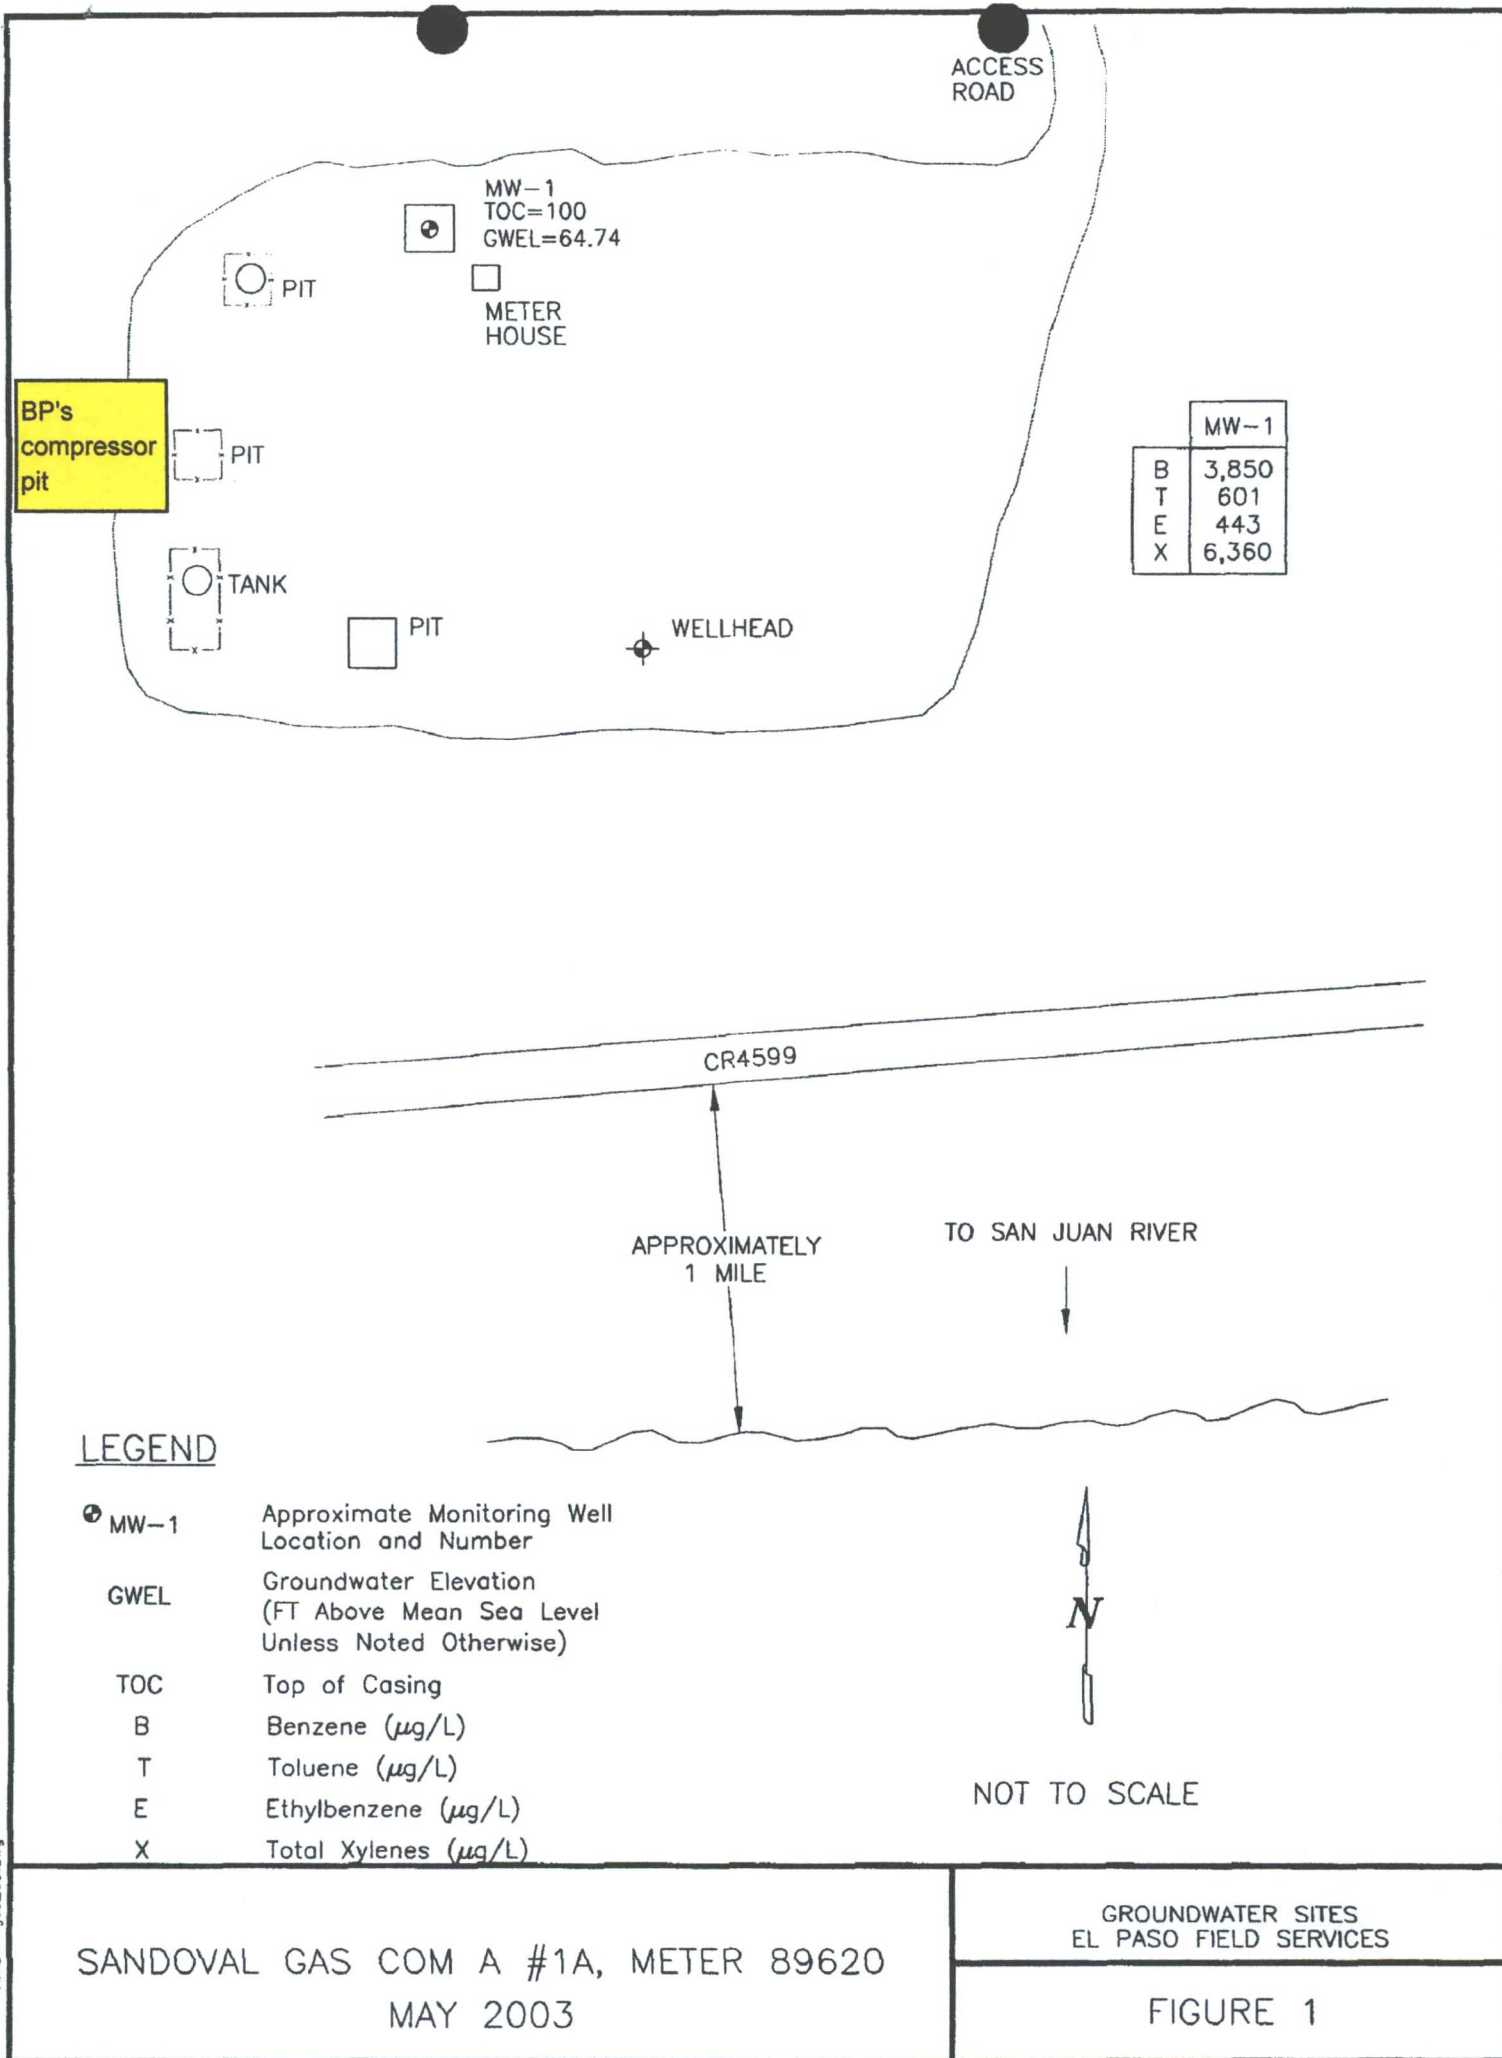 ACCESS
ROAD
MW-1
TOC=100
GWEL=64.74
PIT
METER
HOUSE
BP's
compressor
pit
PIT
MW-1
B 3,850
T 601
E 443
X 6,360
TANK
PIT
WELLHEAD
CR4599
APPROXIMATELY
1 MILE
TO SAN JUAN RIVER
LEGEND
MW-1 Approximate Monitoring Well
Location and Number
GWEL Groundwater Elevation
(FT Above Mean Sea Level
Unless Noted Otherwise)
TOC Top of Casing
B Benzene (µg/L)
T Toluene (µg/L)
E Ethylbenzene (µg/L)
X Total Xylenes (µg/L)
N
NOT TO SCALE
SANDOVAL GAS COM A #1A, METER 89620
MAY 2003
GROUNDWATER SITES
EL PASO FIELD SERVICES
FIGURE 1